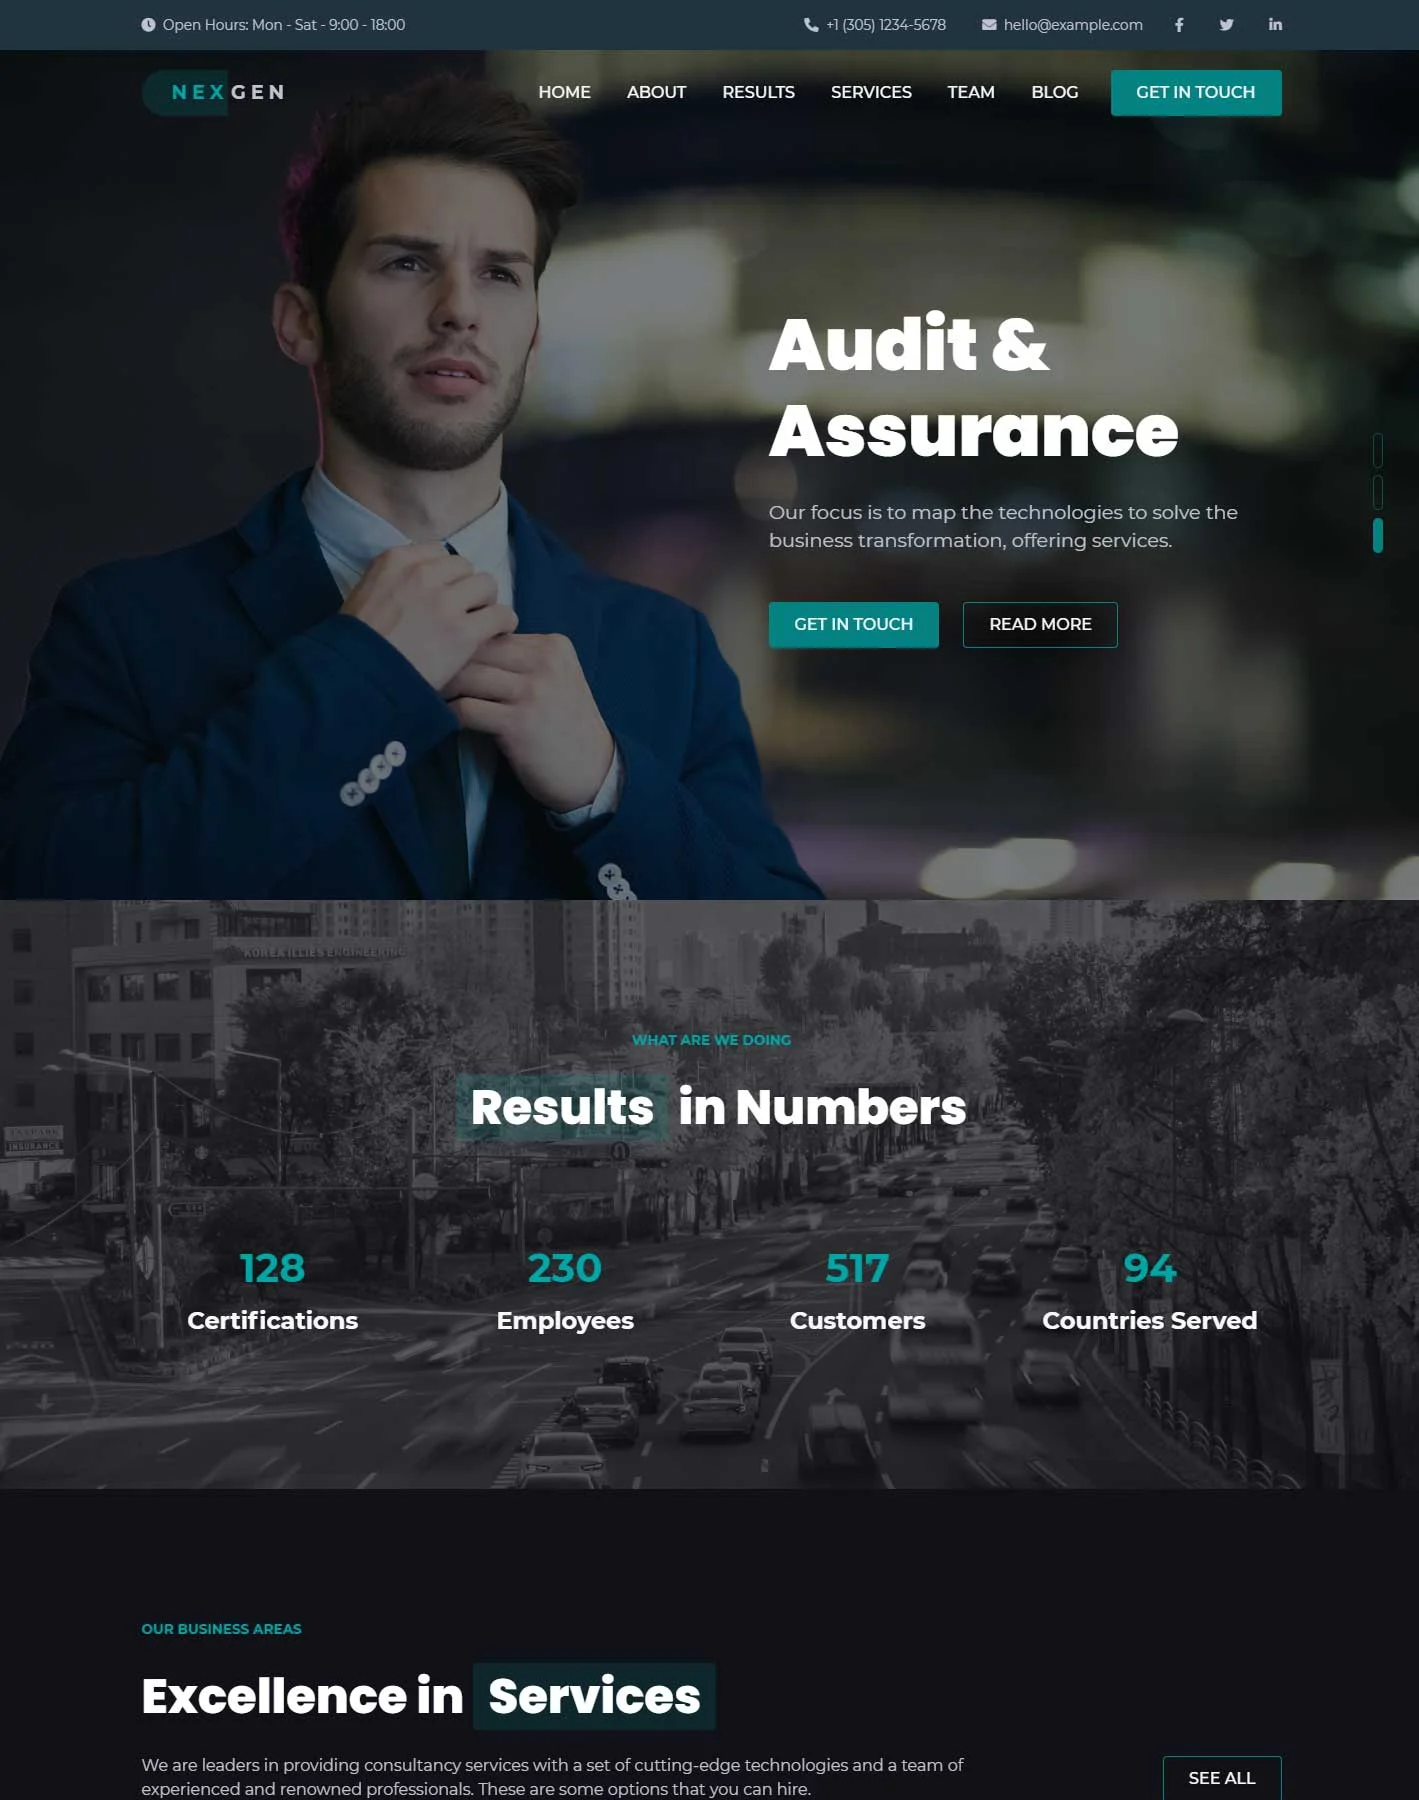 Open Hours: Mon - Sat - 9:00 - 18:00
+1 (305) 1234-5678
hello@example.com
NEXGEN
HOME
ABOUT
RESULTS
SERVICES
TEAM
BLOG
GET IN TOUCH
Audit &
Assurance
Our focus is to map the technologies to solve the
business transformation, offering services.
GET IN TOUCH
READ MORE
KOREA ILLIES ENGINEERING
WHAT ARE WE DOING
Results in Numbers
INSURANCE
128
Certifications
230
Employees
517
Customers
94
Countries Served
OUR BUSINESS AREAS
Excellence in Services
We are leaders in providing consultancy services with a set of cutting-edge technologies and a team of
experienced and renowned professionals. These are some options that you can hire.
SEE ALL